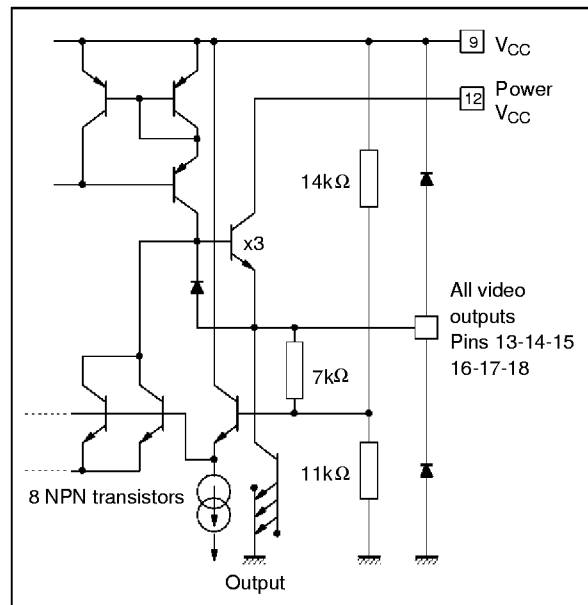 9 VCC
12 Power
VCC
14kΩ
x3
All video
outputs
Pins 13-14-15
16-17-18
7kΩ
11kΩ
8 NPN transistors
Output